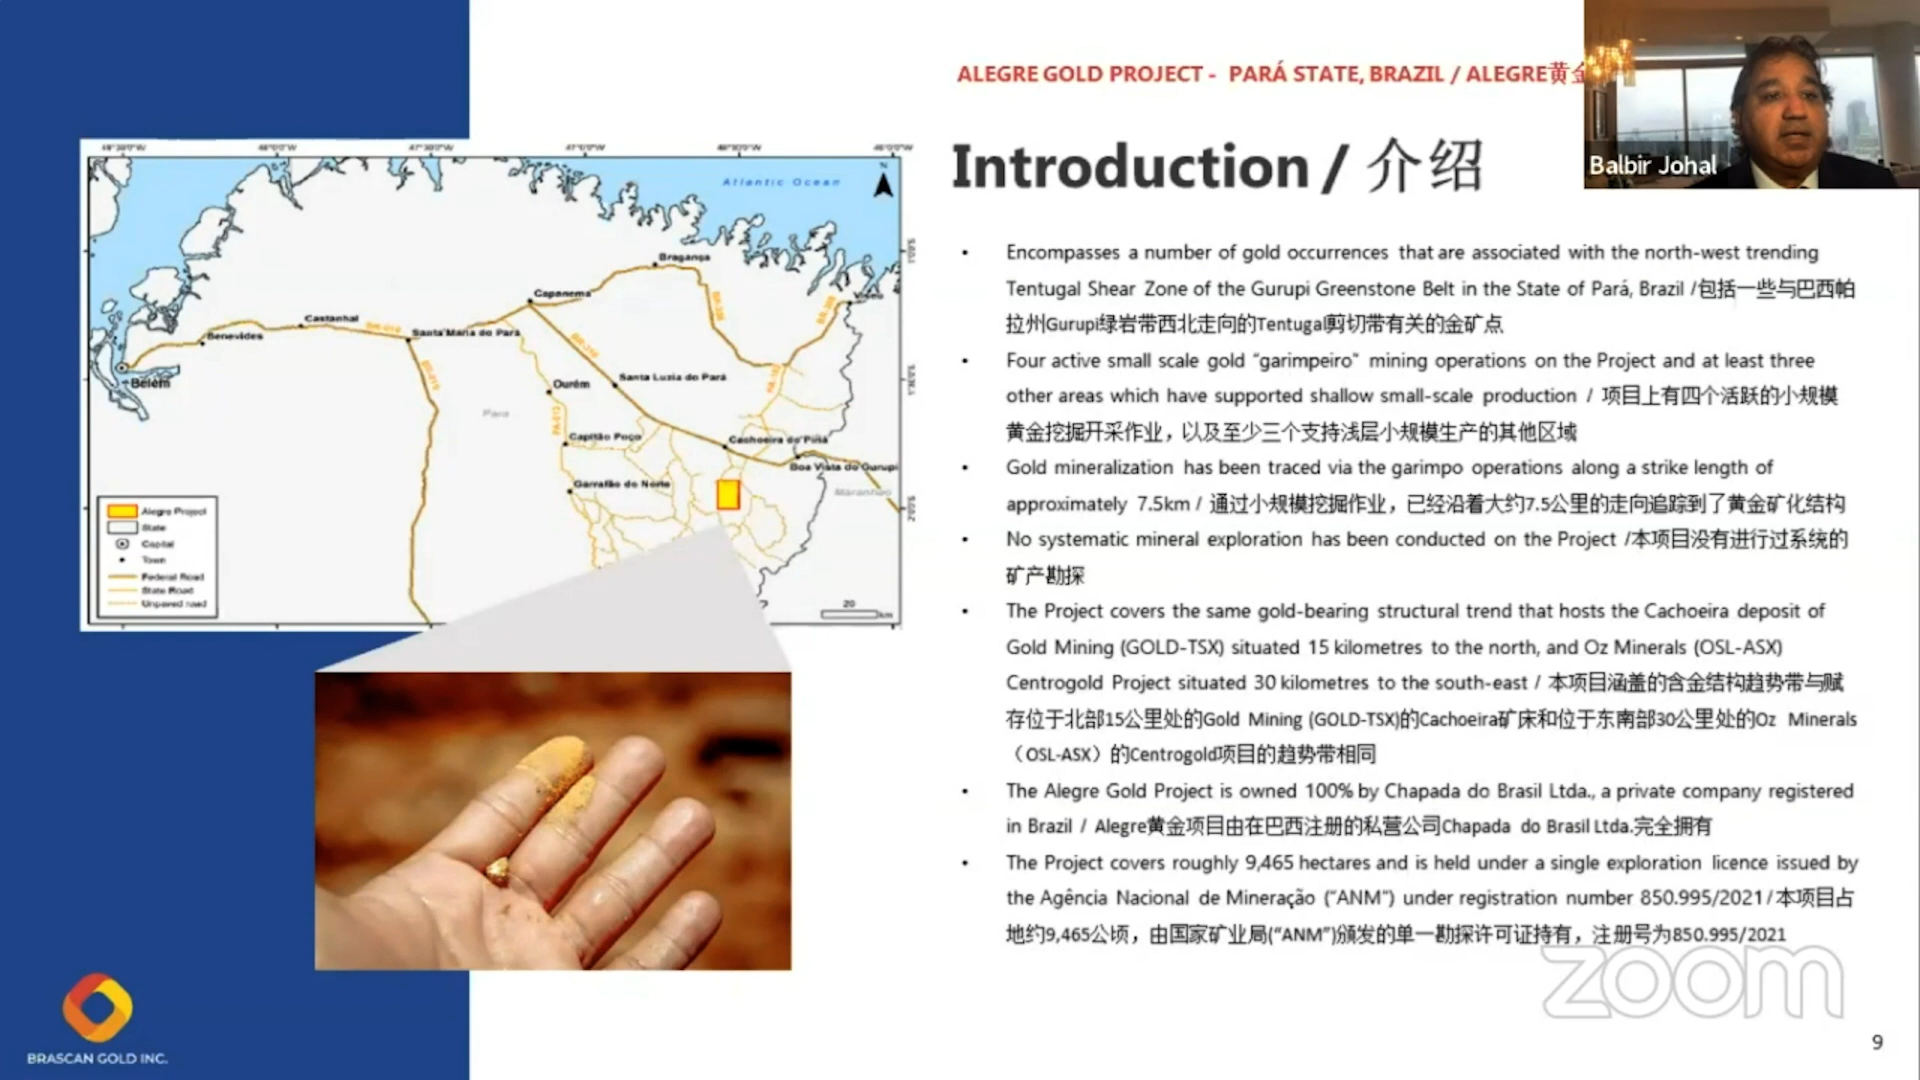 ALEGRE GOLD PROJECT - PARÁ STATE, BRAZIL / ALEGRE黄金
Balbir Johal
Introduction / 介绍
• Encompasses a number of gold occurrences that are associated with the north-west trending
Tentugal Shear Zone of the Gurupi Greenstone Belt in the State of Pará, Brazil /包括一些与巴西帕
拉州Gurupi绿岩带西北走向的Tentugal剪切带有关的金矿点
• Four active small scale gold "garimpeiro" mining operations on the Project and at least three
other areas which have supported shallow small-scale production / 项目上有四个活跃的小规模
黄金挖掘开采作业，以及至少三个支持浅层小规模生产的其他区域
• Gold mineralization has been traced via the garimpo operations along a strike length of
approximately 7.5km / 通过小规模挖掘作业，已经沿着大约7.5公里的走向追踪到了黄金矿化结构
• No systematic mineral exploration has been conducted on the Project /本项目没有进行过系统的
矿产勘探
• The Project covers the same gold-bearing structural trend that hosts the Cachoeira deposit of
Gold Mining (GOLD-TSX) situated 15 kilometres to the north, and Oz Minerals (OSL-ASX)
Centrogold Project situated 30 kilometres to the south-east / 本项目涵盖的含金结构趋势带与赋
存位于北部15公里处的Gold Mining (GOLD-TSX)的Cachoeira矿床和位于东南部30公里处的Oz Minerals
（OSL-ASX）的Centrogold项目的趋势带相同
• The Alegre Gold Project is owned 100% by Chapada do Brasil Ltda., a private company registered
in Brazil / Alegre黄金项目由在巴西注册的私营公司Chapada do Brasil Ltda.完全拥有
• The Project covers roughly 9,465 hectares and is held under a single exploration licence issued by
the Agência Nacional de Mineração ("ANM") under registration number 850.995/2021/本项目占
地约9,465公顷，由国家矿业局("ANM")颁发的单一勘探许可证持有，注册号为850.995/2021
Atlantic Ocean
N
Bragança
Capanema
Viseu
Castanhal
Benevides
Santa Maria do Pará
BR-316
Belém
Ourém
Santa Luzia do Pará
Pará
Capitão Poço
Cachoeira do Piriá
Boa Vista do Gurupi
Garrafão do Norte
Maranhão
Alegre Project
State
Capital
Town
Federal Road
State Road
Unpaved road
20
km
BRASCAN GOLD INC.
zoom
9